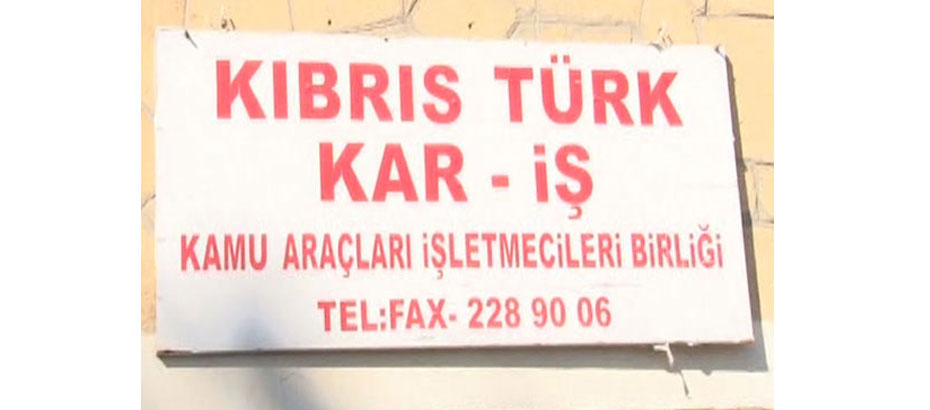 KIBRIS TÜRK
KAR - İŞ
KAMU ARAÇLARI İŞLETMECİLERİ BİRLİĞİ
TEL:FAX- 228 90 06